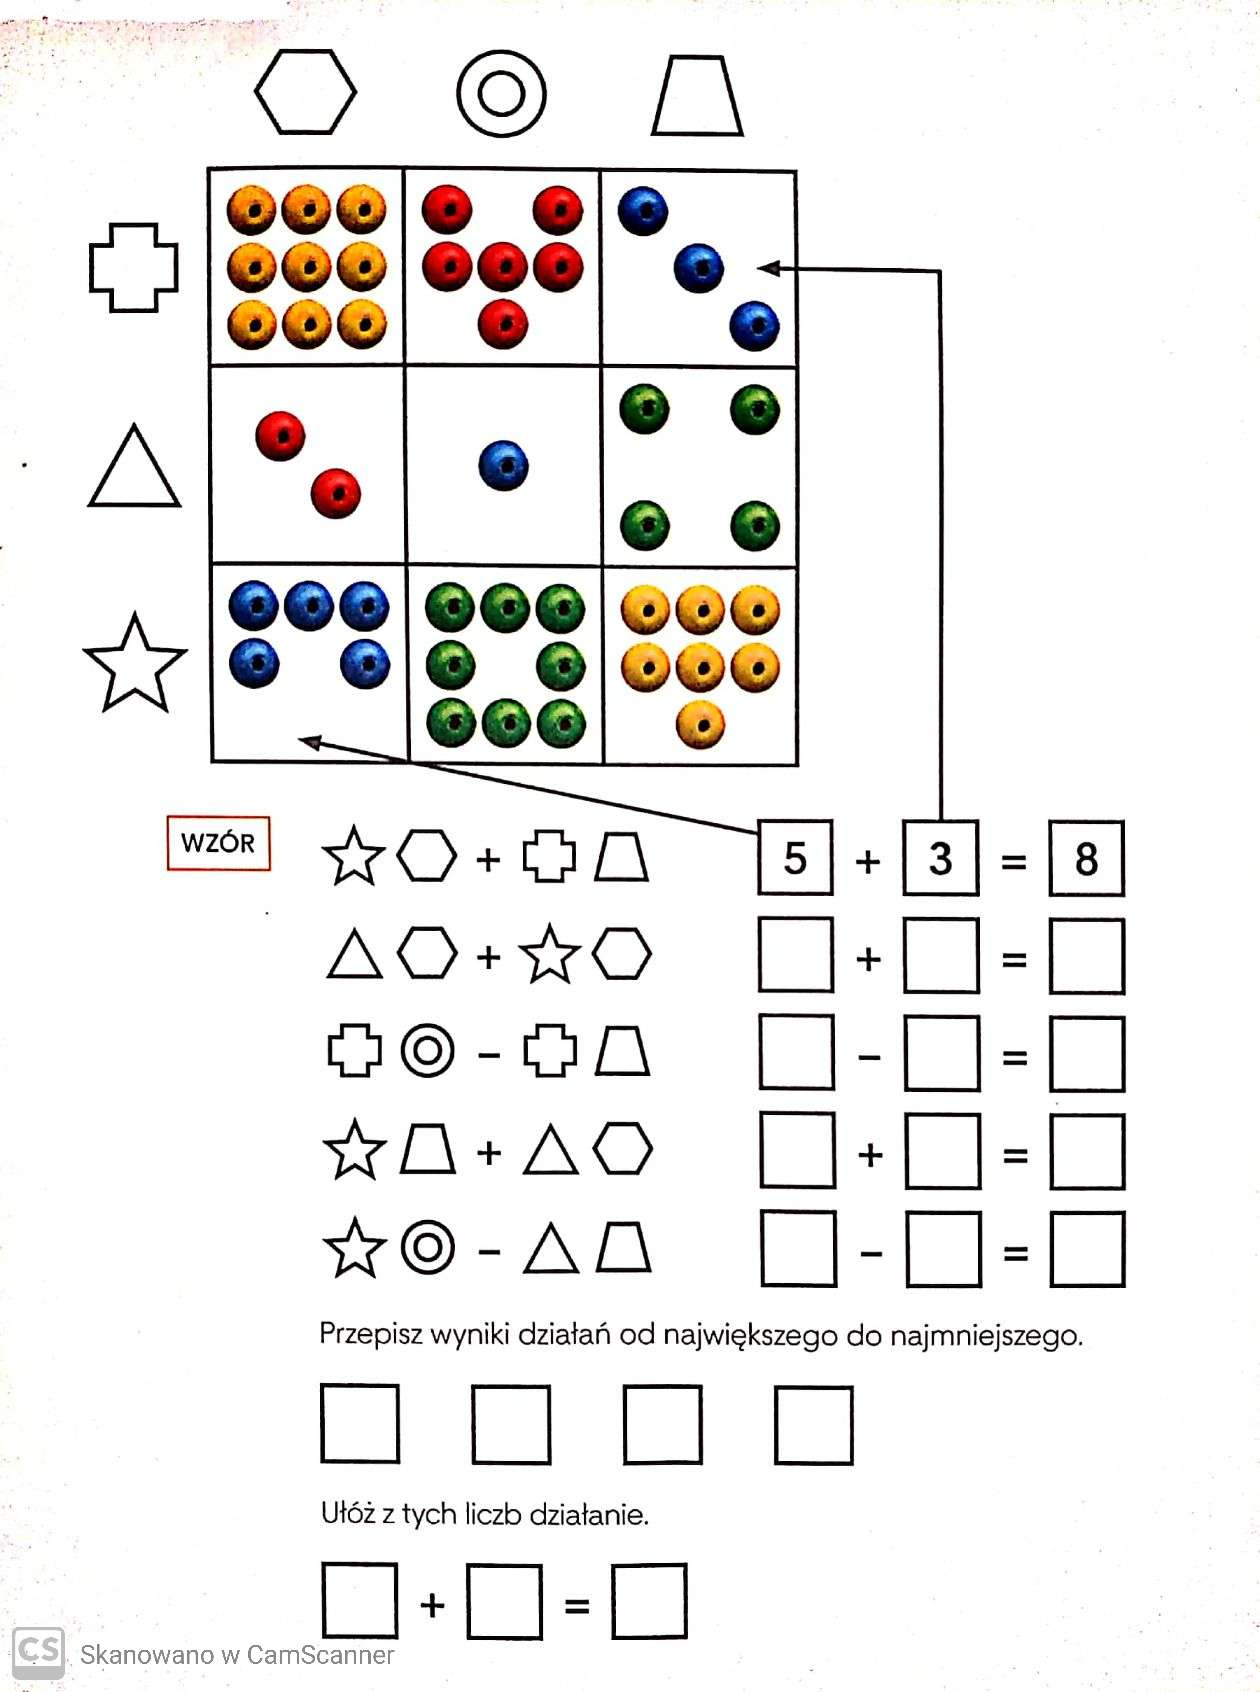 WZÓR
5 + 3 = 8
+ + =
- - =
+ + =
- - =
Przepisz wyniki działań od największego do najmniejszego.
Ułóż z tych liczb działanie.
+ =
CS Skanowano w CamScanner